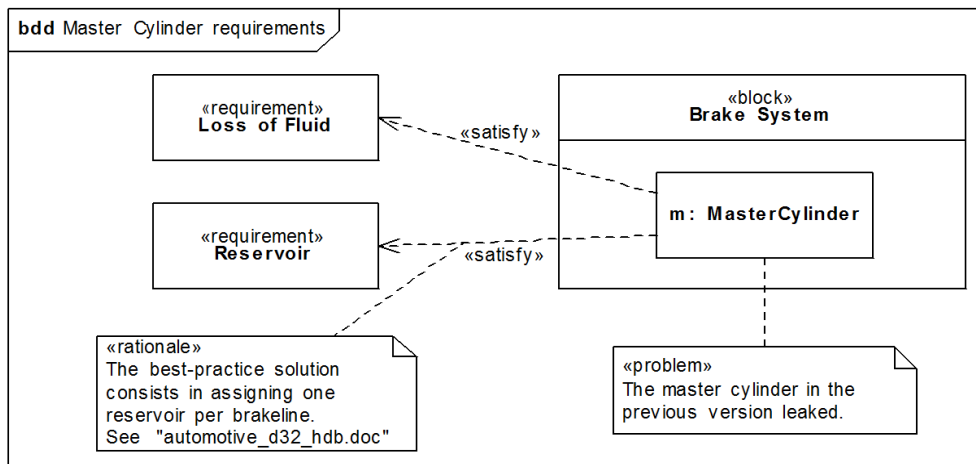 bdd Master Cylinder requirements
«requirement»
Loss of Fluid
«satisfy»
«block»
Brake System
m: MasterCylinder
«requirement»
Reservoir
«satisfy»
«rationale»
The best-practice solution
consists in assigning one
reservoir per brakeline.
See "automotive_d32_hdb.doc"
«problem»
The master cylinder in the
previous version leaked.